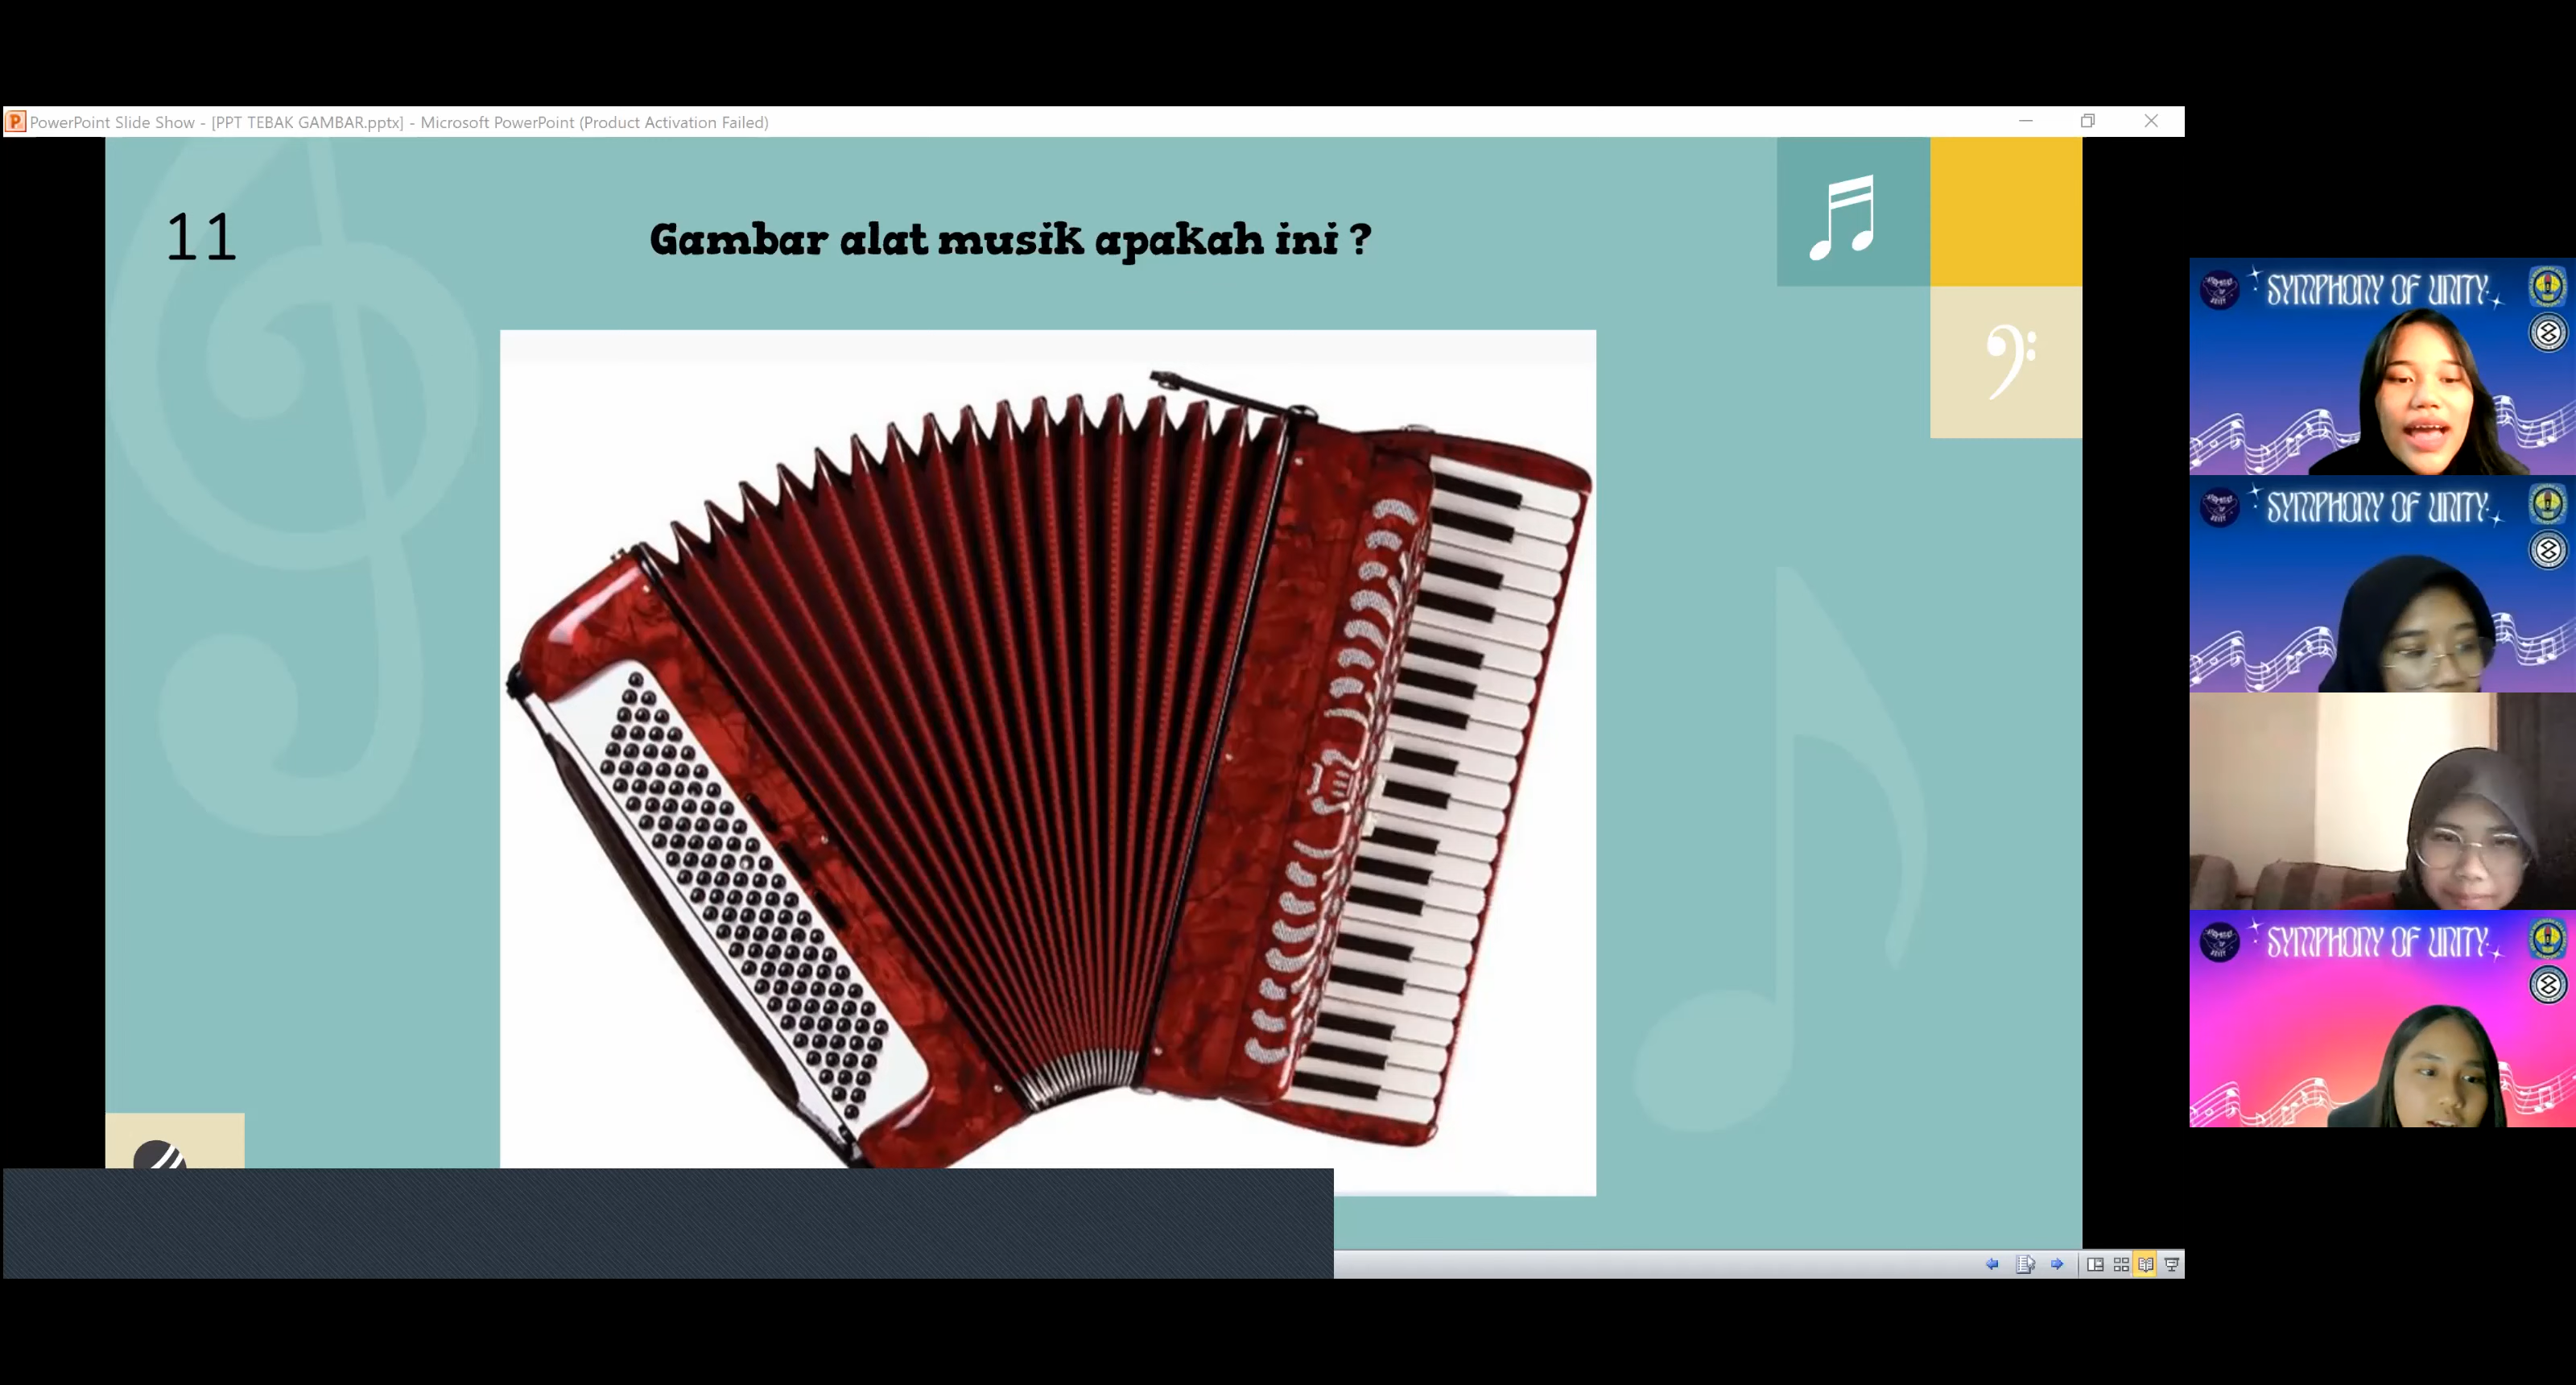 PowerPoint Slide Show - [PPT TEBAK GAMBAR.pptx] - Microsoft PowerPoint (Product Activation Failed)
11
Gambar alat musik apakah ini ?
SYMPHONY OF UNITY
SYMPHONY OF UNITY
SYMPHONY OF UNITY